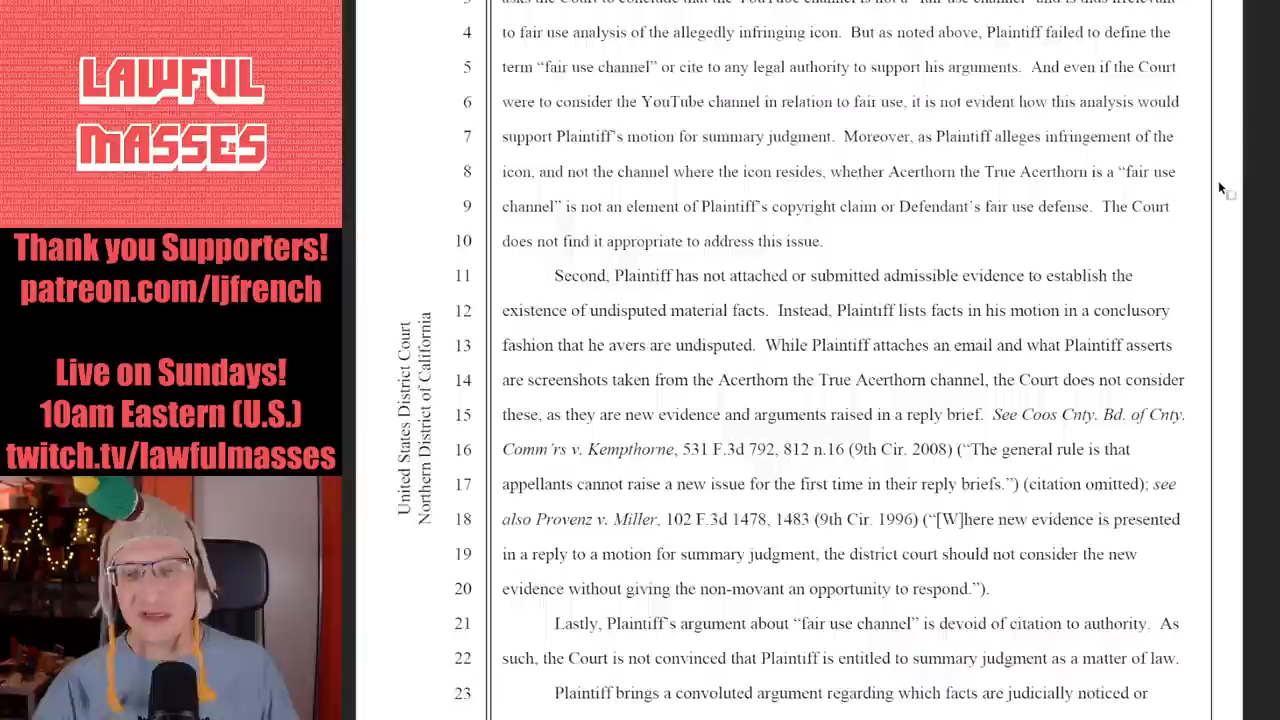 LAWFUL
MASSES
Thank you Supporters!
patreon.com/ljfrench
Live on Sundays!
10am Eastern (U.S.)
twitch.tv/lawfulmasses
United States District Court
Northern District of California
4 to fair use analysis of the allegedly infringing icon. But as noted above, Plaintiff failed to define the
5 term “fair use channel” or cite to any legal authority to support his arguments. And even if the Court
6 were to consider the YouTube channel in relation to fair use, it is not evident how this analysis would
7 support Plaintiff’s motion for summary judgment. Moreover, as Plaintiff alleges infringement of the
8 icon, and not the channel where the icon resides, whether Acerthorn the True Acerthorn is a “fair use
9 channel” is not an element of Plaintiff’s copyright claim or Defendant’s fair use defense. The Court
10 does not find it appropriate to address this issue.
11 Second, Plaintiff has not attached or submitted admissible evidence to establish the
12 existence of undisputed material facts. Instead, Plaintiff lists facts in his motion in a conclusory
13 fashion that he avers are undisputed. While Plaintiff attaches an email and what Plaintiff asserts
14 are screenshots taken from the Acerthorn the True Acerthorn channel, the Court does not consider
15 these, as they are new evidence and arguments raised in a reply brief. See Coos Cnty. Bd. of Cnty.
16 Comm’rs v. Kempthorne, 531 F.3d 792, 812 n.16 (9th Cir. 2008) (“The general rule is that
17 appellants cannot raise a new issue for the first time in their reply briefs.”) (citation omitted); see
18 also Provenz v. Miller, 102 F.3d 1478, 1483 (9th Cir. 1996) (“[W]here new evidence is presented
19 in a reply to a motion for summary judgment, the district court should not consider the new
20 evidence without giving the non-movant an opportunity to respond.”).
21 Lastly, Plaintiff’s argument about “fair use channel” is devoid of citation to authority. As
22 such, the Court is not convinced that Plaintiff is entitled to summary judgment as a matter of law.
23 Plaintiff brings a convoluted argument regarding which facts are judicially noticed or